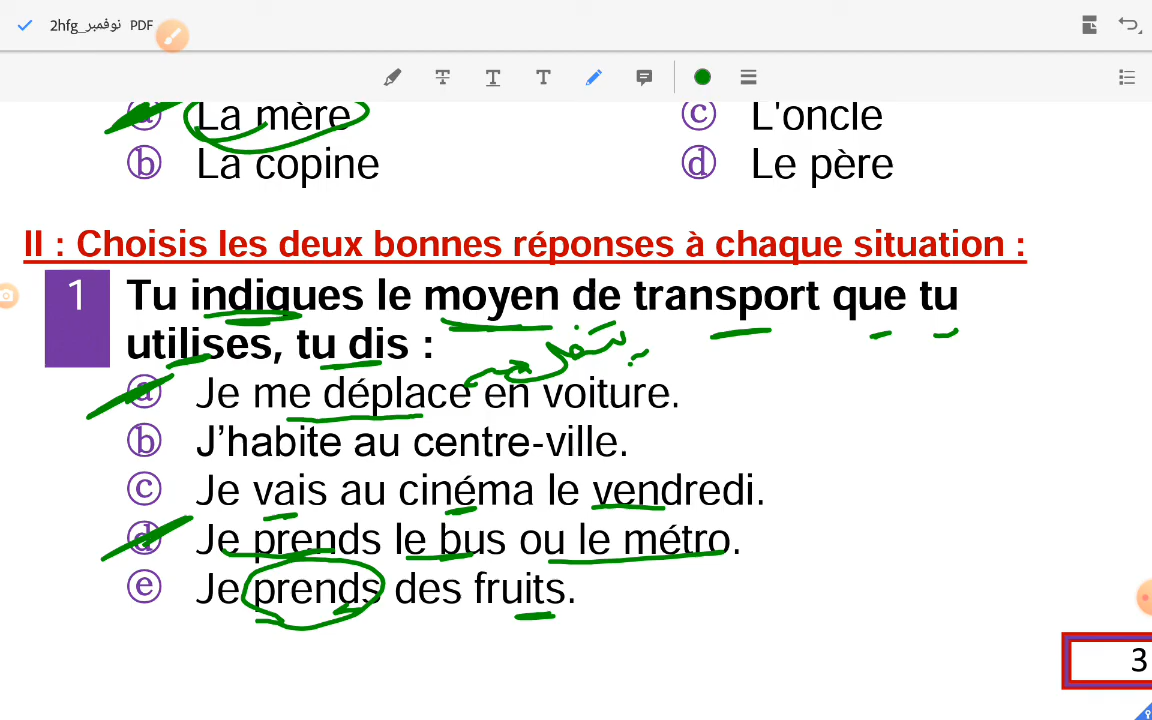 2hfg_نوفمبر PDF
ⓐ La mère ⓒ L'oncle
ⓑ La copine ⓓ Le père
II : Choisis les deux bonnes réponses à chaque situation :
1 Tu indiques le moyen de transport que tu
utilises, tu dis :
ⓐ Je me déplace en voiture.
ⓑ J’habite au centre-ville.
ⓒ Je vais au cinéma le vendredi.
ⓓ Je prends le bus ou le métro.
ⓔ Je prends des fruits.
3